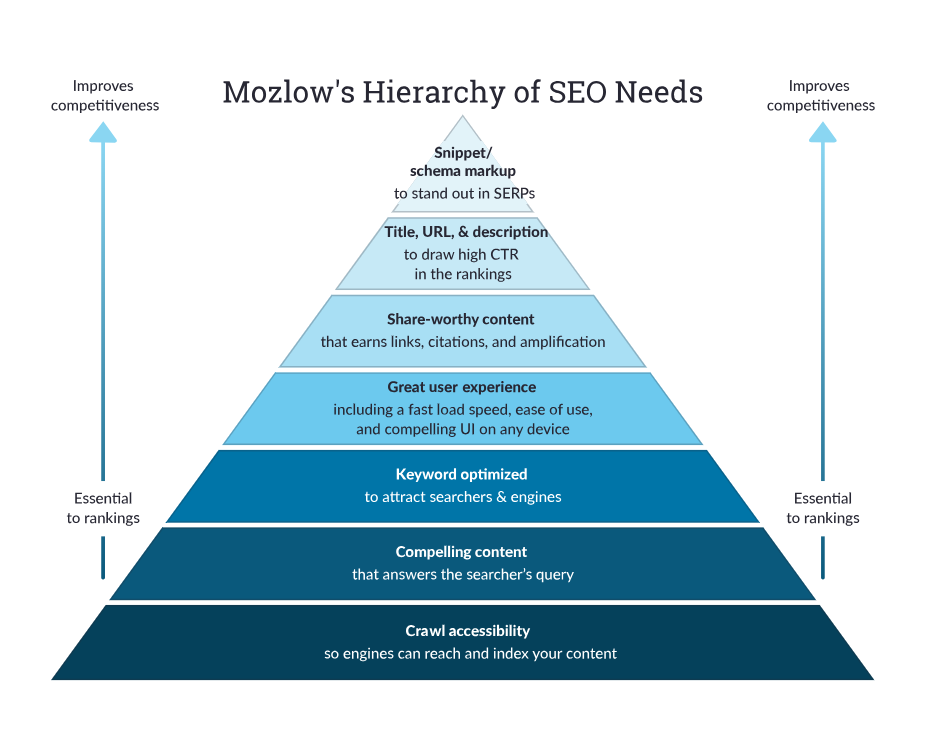 Mozlow's Hierarchy of SEO Needs
Improves
competitiveness
Improves
competitiveness
Snippet/
schema markup
to stand out in SERPs
Title, URL, & description
to draw high CTR
in the rankings
Share-worthy content
that earns links, citations, and amplification
Great user experience
including a fast load speed, ease of use,
and compelling UI on any device
Keyword optimized
to attract searchers & engines
Essential
to rankings
Essential
to rankings
Compelling content
that answers the searcher's query
Crawl accessibility
so engines can reach and index your content